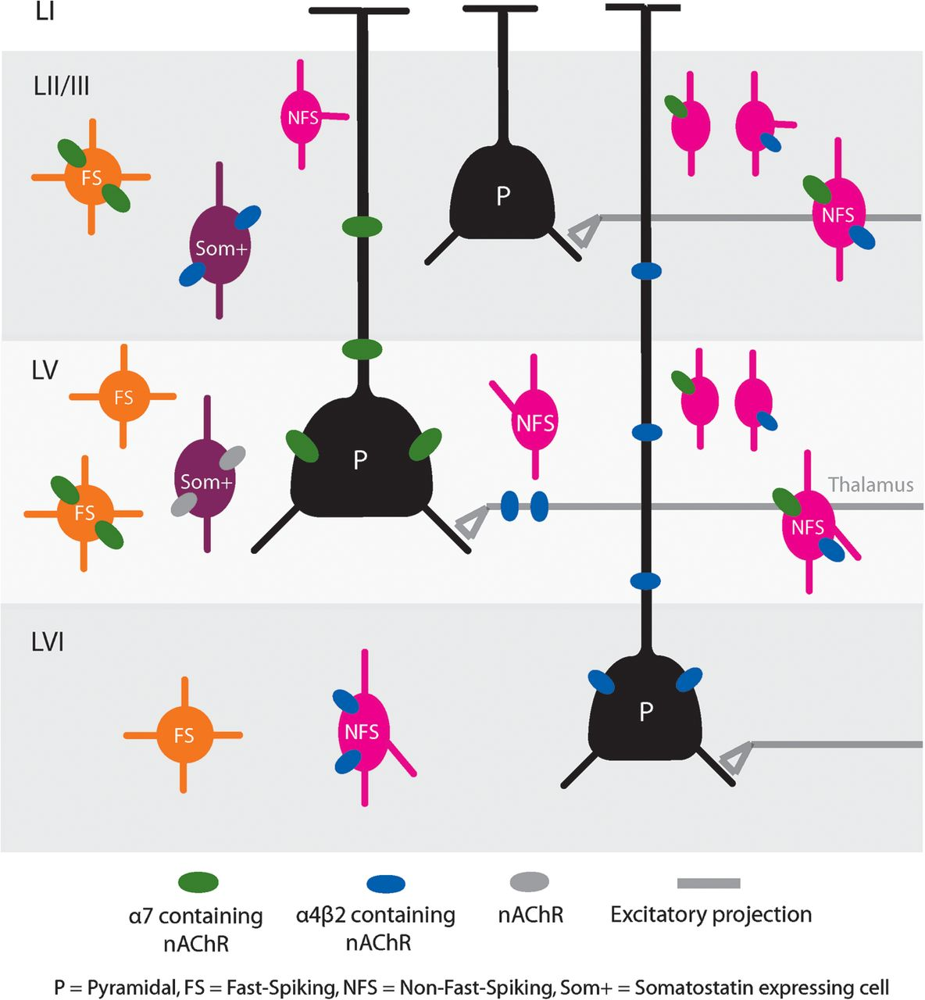 LI
LII/III
NFS
FS
P
Som+
NFS
LV
FS
NFS
P
Som+
Thalamus
FS
NFS
LVI
P
FS
NFS
α7 containing
nAChR
α4β2 containing
nAChR
nAChR
Excitatory projection
P = Pyramidal, FS = Fast-Spiking, NFS = Non-Fast-Spiking, Som+ = Somatostatin expressing cell